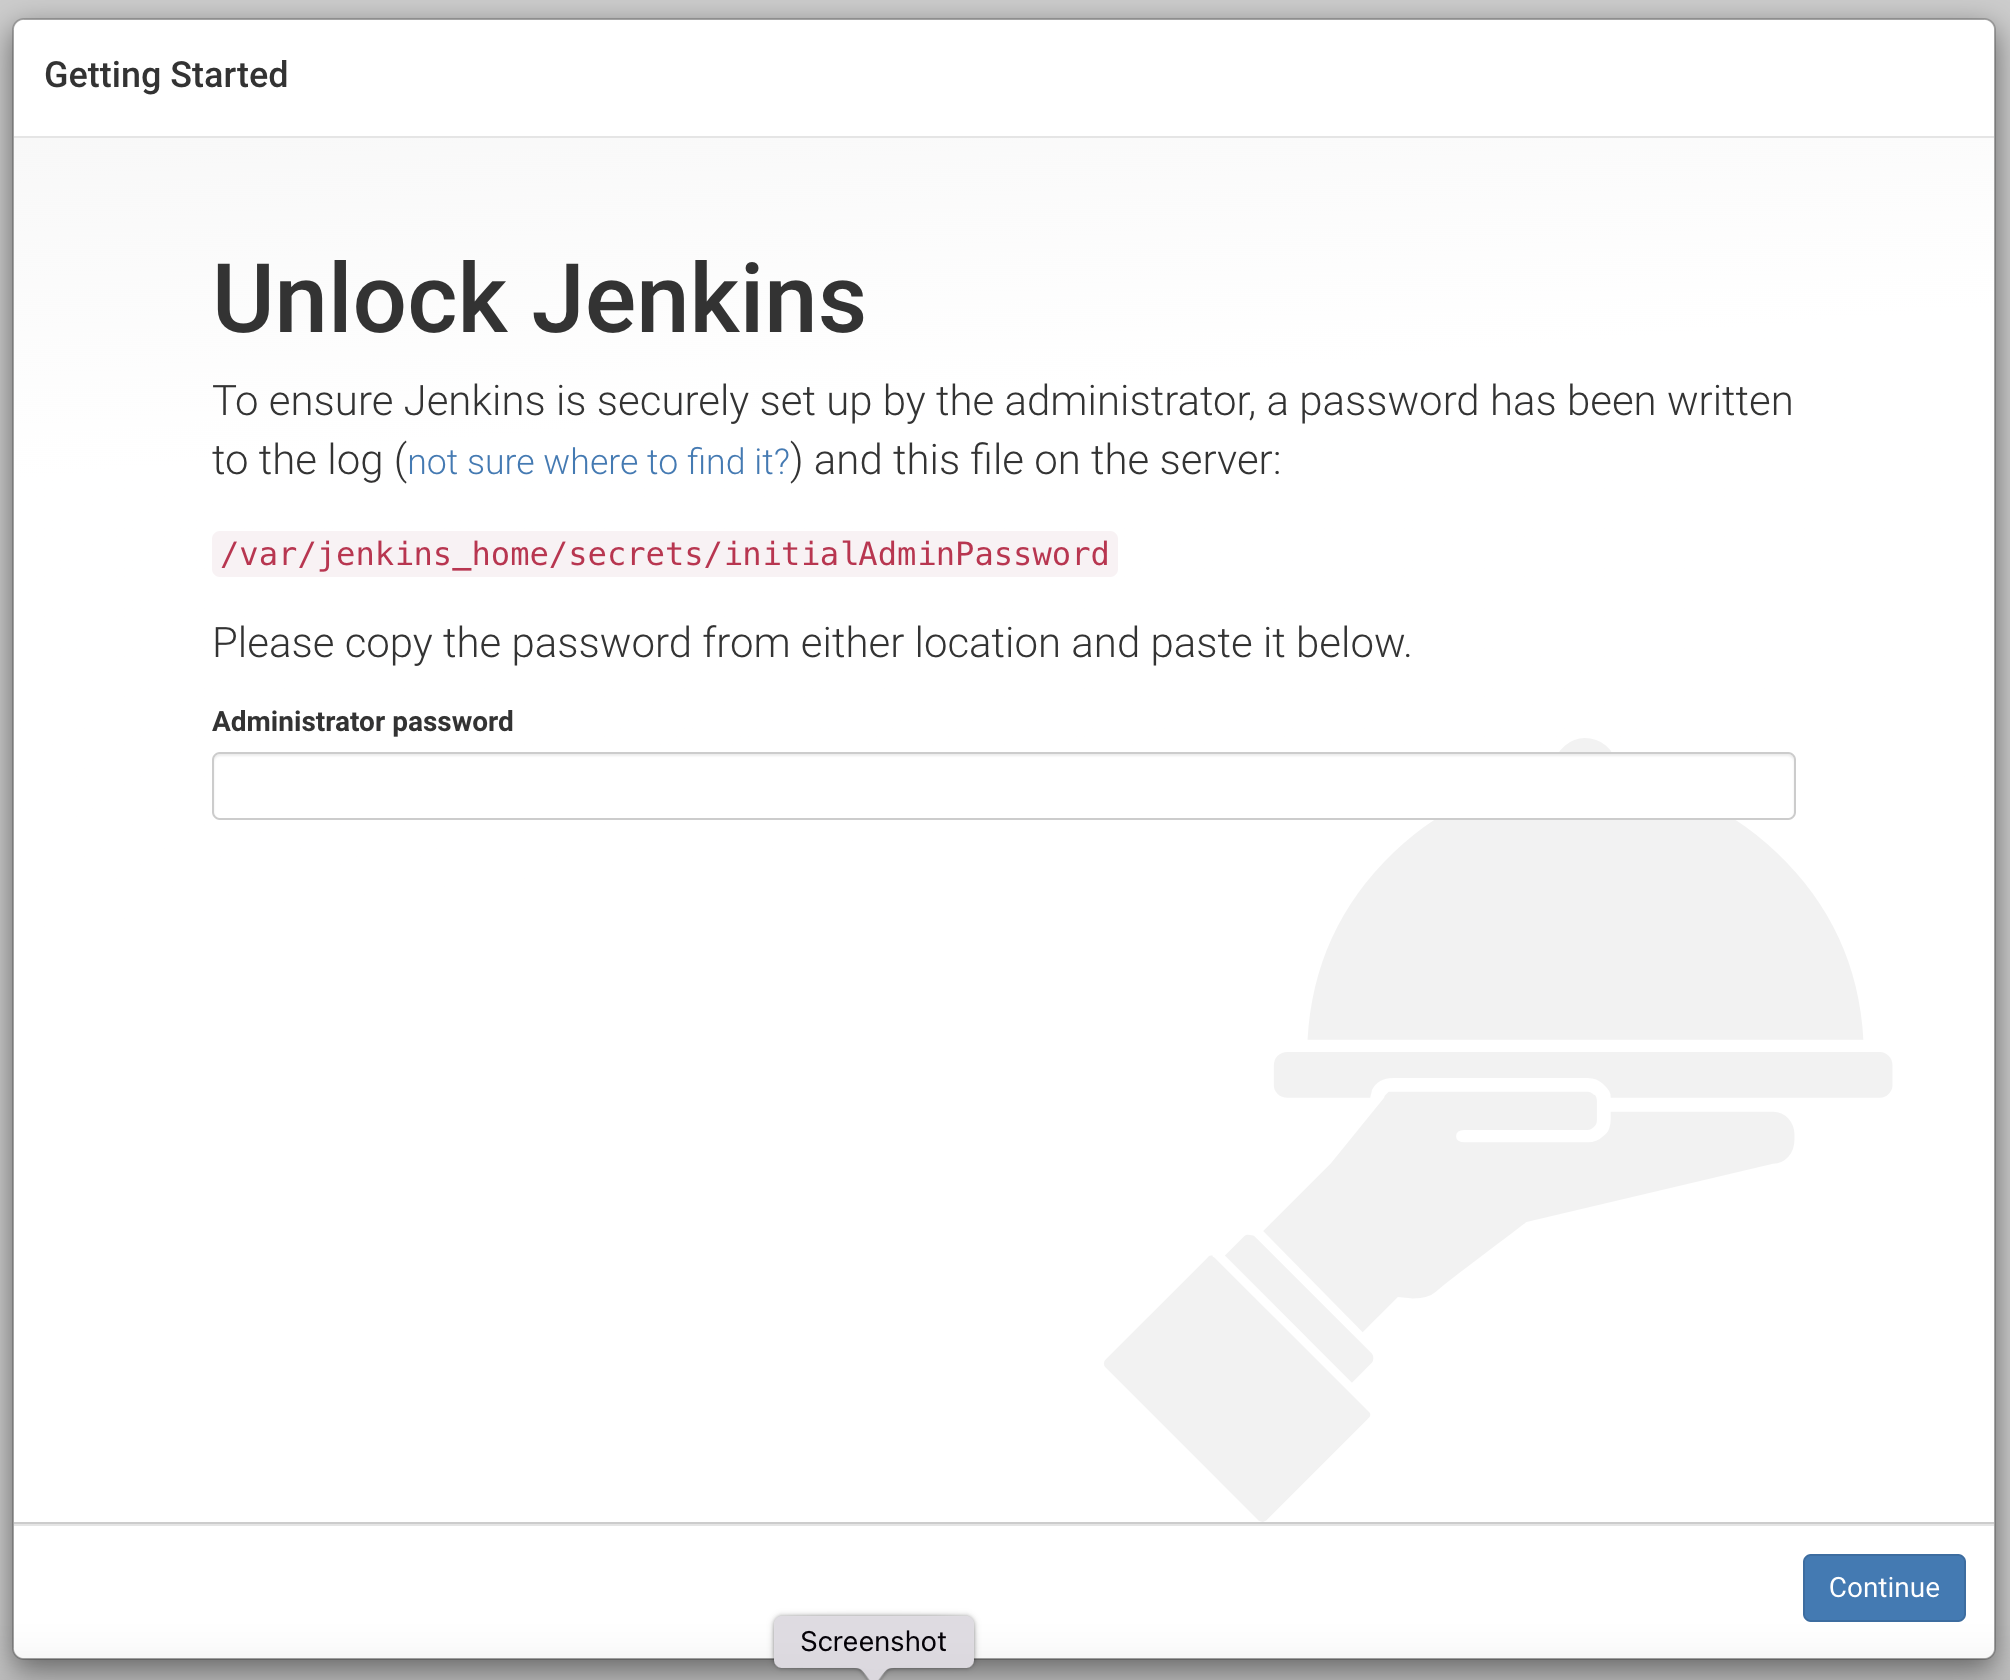 Getting Started
Unlock Jenkins
To ensure Jenkins is securely set up by the administrator, a password has been written
to the log (not sure where to find it?) and this file on the server:
/var/jenkins_home/secrets/initialAdminPassword
Please copy the password from either location and paste it below.
Administrator password
Continue
Screenshot